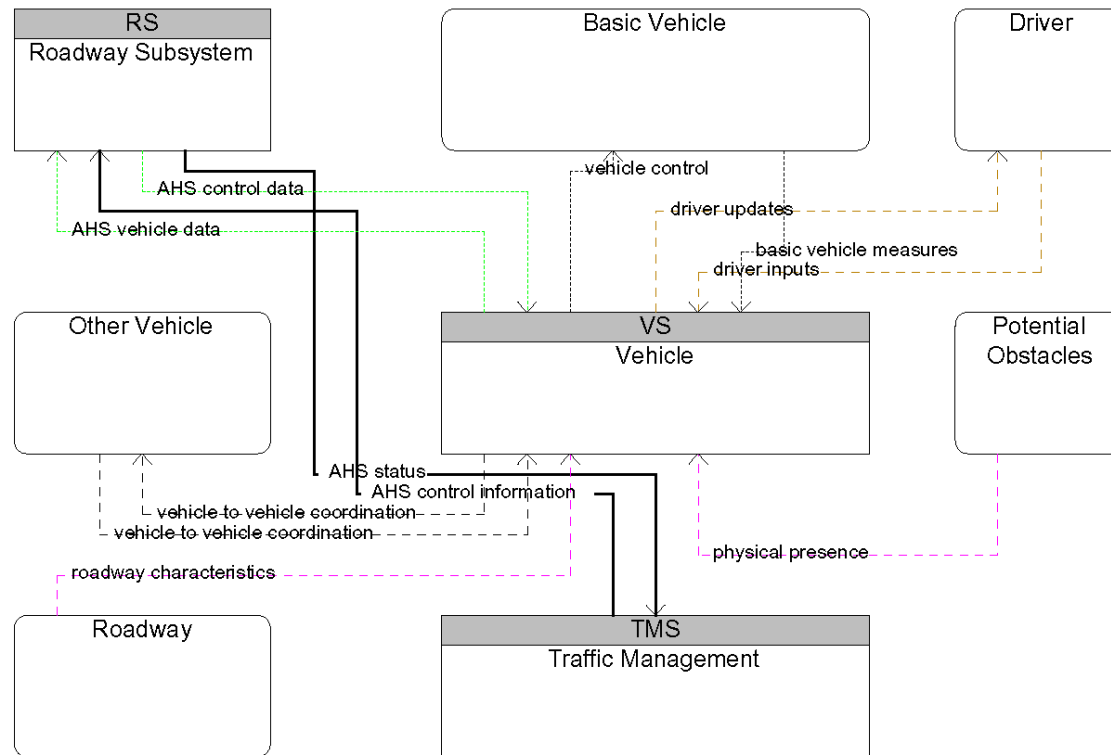 RS
Roadway Subsystem
Basic Vehicle
Driver
vehicle control
AHS control data
driver updates
AHS vehicle data
basic vehicle measures
driver inputs
Other Vehicle
VS
Vehicle
Potential
Obstacles
AHS status
AHS control information
vehicle to vehicle coordination
vehicle to vehicle coordination
physical presence
roadway characteristics
Roadway
TMS
Traffic Management